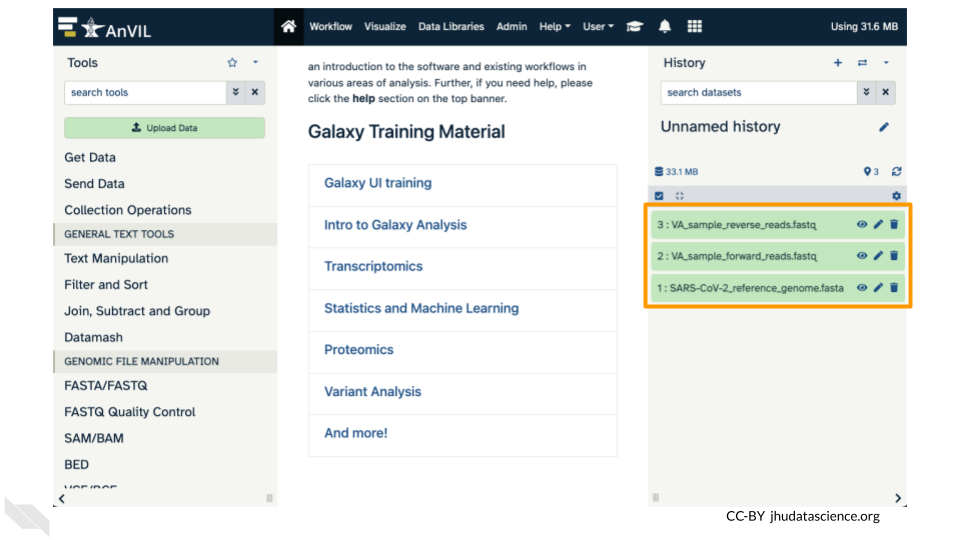 AnVIL
Workflow Visualize Data Libraries Admin Help User
Using 31.6 MB
Tools
search tools
Upload Data
Get Data
Send Data
Collection Operations
GENERAL TEXT TOOLS
Text Manipulation
Filter and Sort
Join, Subtract and Group
Datamash
GENOMIC FILE MANIPULATION
FASTA/FASTQ
FASTQ Quality Control
SAM/BAM
BED
an introduction to the software and existing workflows in
various areas of analysis. Further, if you need help, please
click the help section on the top banner.
Galaxy Training Material
Galaxy UI training
Intro to Galaxy Analysis
Transcriptomics
Statistics and Machine Learning
Proteomics
Variant Analysis
And more!
History
search datasets
Unnamed history
33.1 MB
3
3 : VA_sample_reverse_reads.fastq
2 : VA_sample_forward_reads.fastq
1 : SARS-CoV-2_reference_genome.fasta
CC-BY jhudatascience.org